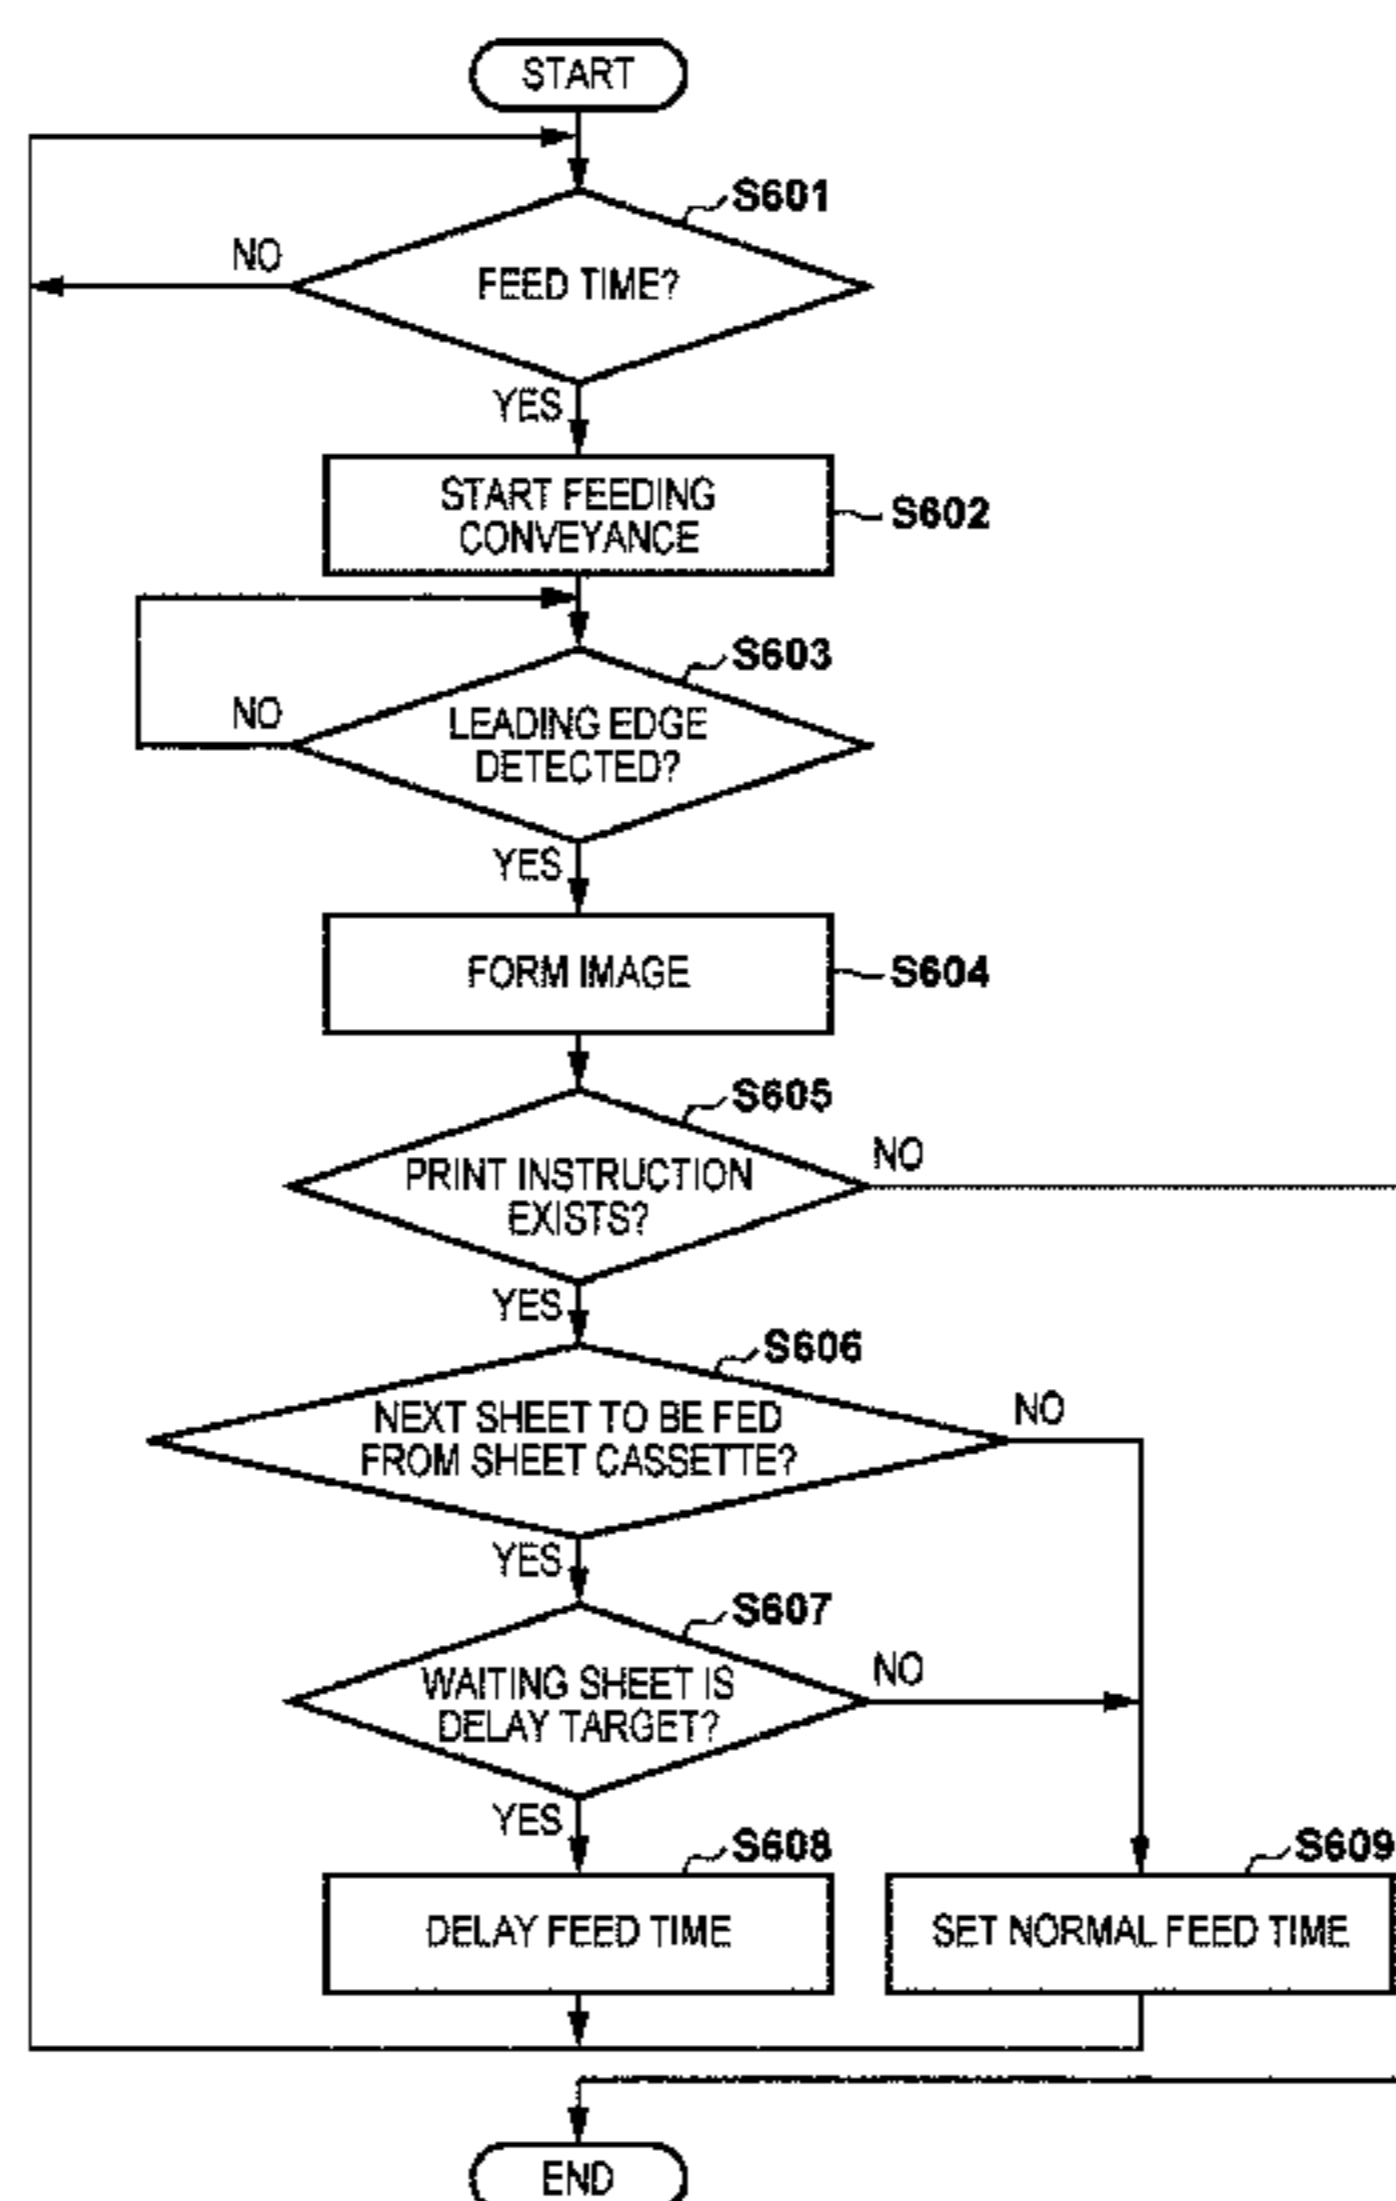 START
S601
NO
FEED TIME?
YES
START FEEDING
CONVEYANCE
S602
S603
NO
LEADING EDGE
DETECTED?
YES
FORM IMAGE
S604
S605
NO
PRINT INSTRUCTION
EXISTS?
YES
S606
NO
NEXT SHEET TO BE FED
FROM SHEET CASSETTE?
YES
S607
NO
WAITING SHEET IS
DELAY TARGET?
YES
S608
S609
DELAY FEED TIME
SET NORMAL FEED TIME
END